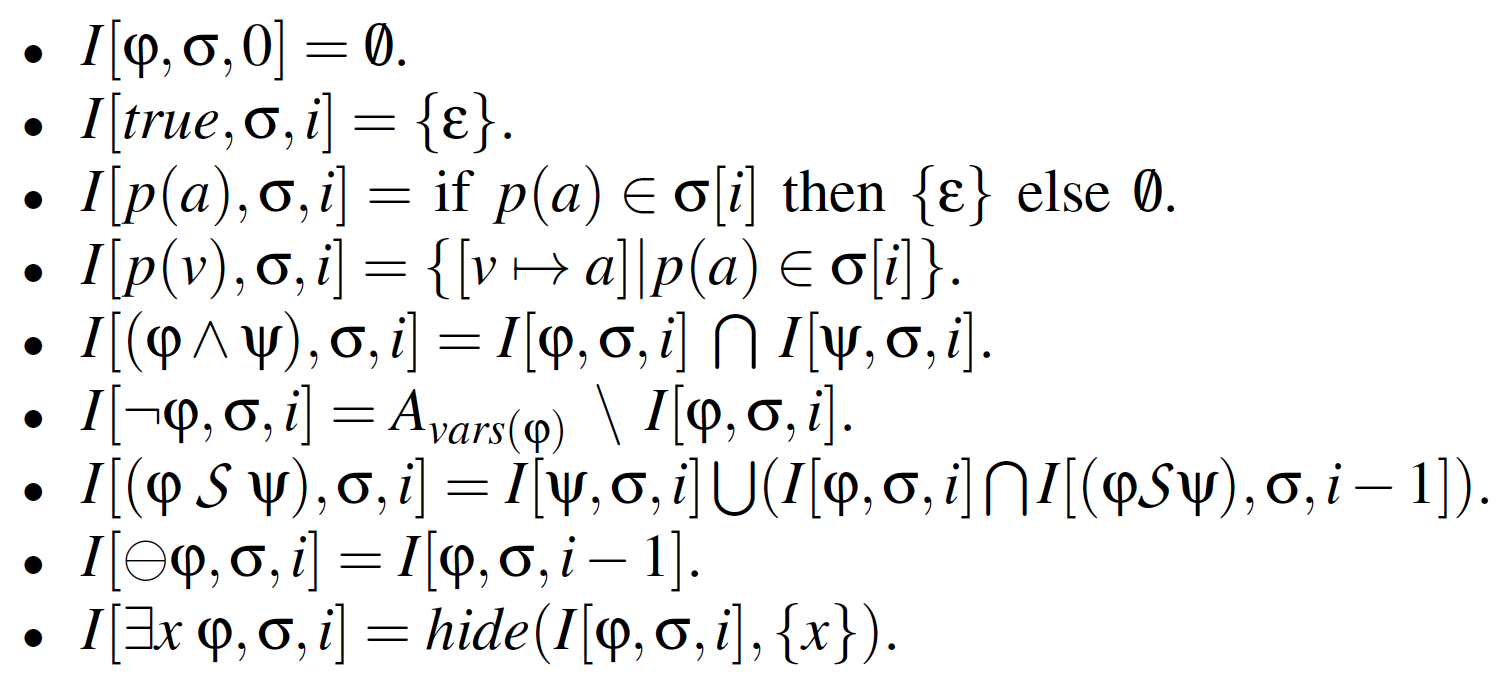 • I[φ,σ,0] = ∅.
• I[true,σ,i] = {ε}.
• I[p(a),σ,i] = if p(a) ∈ σ[i] then {ε} else ∅.
• I[p(v),σ,i] = {[v ↦ a]|p(a) ∈ σ[i]}.
• I[(φ∧ψ),σ,i] = I[φ,σ,i] ⋂ I[ψ,σ,i].
• I[¬φ,σ,i] = A_{vars(φ)} \ I[φ,σ,i].
• I[(φ 𝒮 ψ),σ,i] = I[ψ,σ,i]⋃(I[φ,σ,i]⋂I[(φ𝒮ψ),σ,i−1]).
• I[⊖φ,σ,i] = I[φ,σ,i−1].
• I[∃x φ,σ,i] = hide(I[φ,σ,i],{x}).